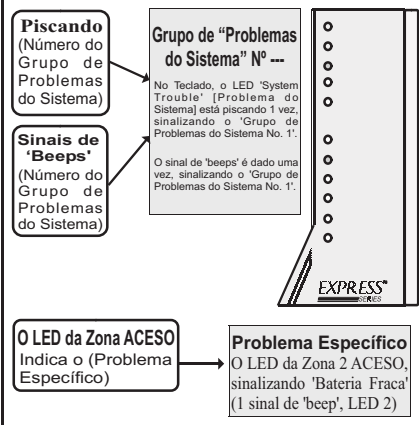 Piscando
(Número do
Grupo de
Problemas
do Sistema)
Sinais de
'Beeps'
(Número do
Grupo de
Problemas
do Sistema)
Grupo de “Problemas
do Sistema” Nº ---
No Teclado, o LED 'System
Trouble' [Problema do
Sistema] está piscando 1 vez,
sinalizando o 'Grupo de
Problemas do Sistema No. 1'.
O sinal de 'beeps' é dado uma
vez, sinalizando o 'Grupo de
Problemas do Sistema No. 1'.
EXPRESS
SERIES
O LED da Zona ACESO
Indica o (Problema
Específico)
Problema Específico
O LED da Zona 2 ACESO,
sinalizando 'Bateria Fraca'
(1 sinal de 'beep', LED 2)